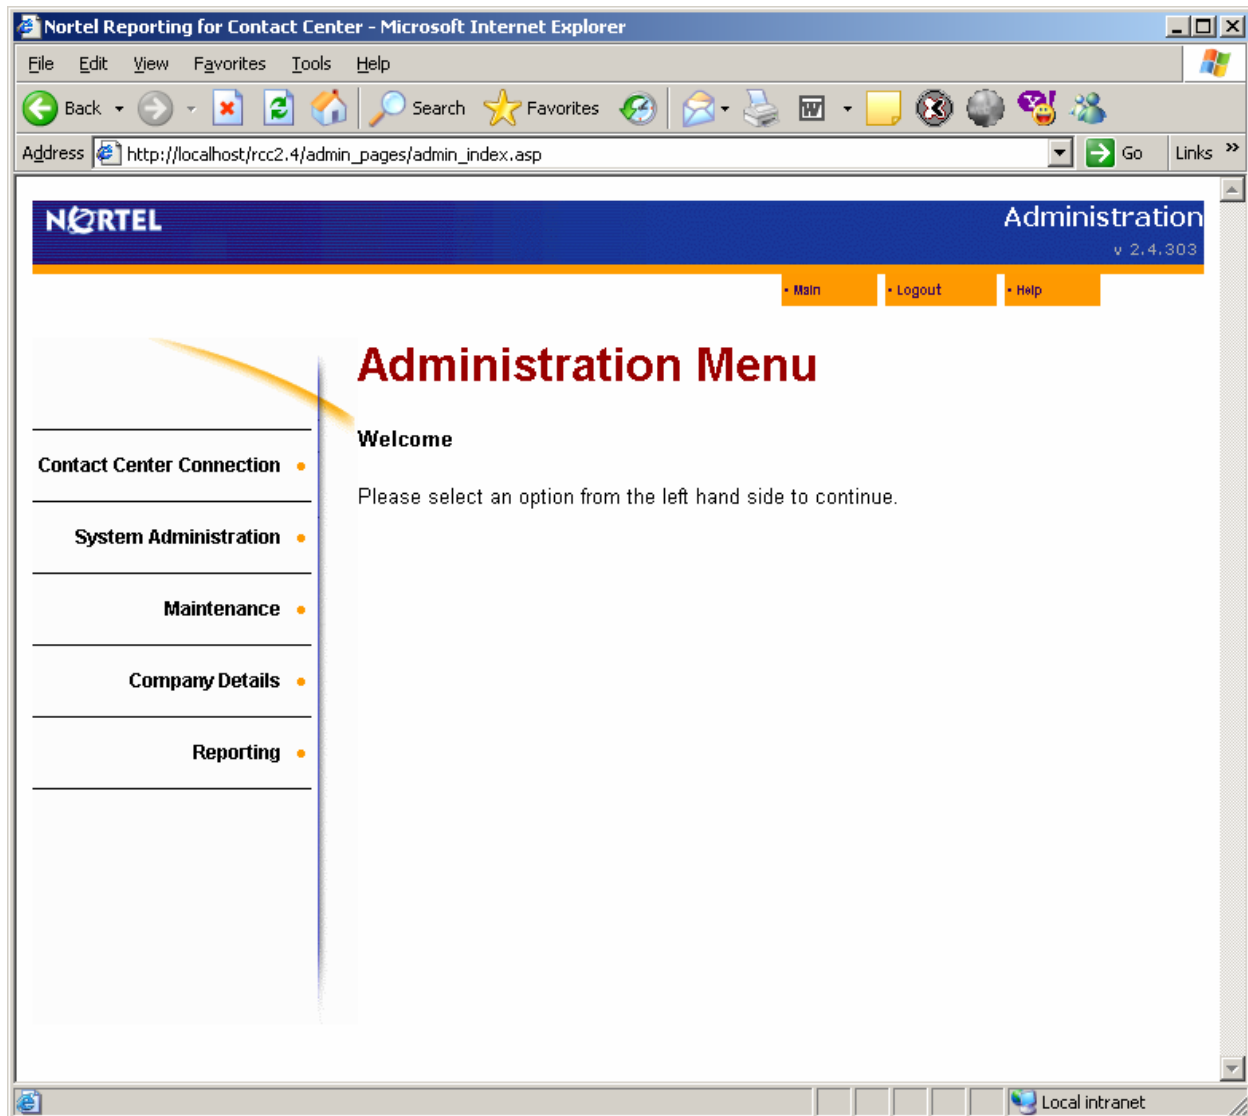 Nortel Reporting for Contact Center - Microsoft Internet Explorer
File Edit View Favorites Tools Help
Back Search Favorites
Address http://localhost/rcc2.4/admin_pages/admin_index.asp Go Links »
NORTEL
Administration
v 2.4.303
Main Logout Help
Administration Menu
Welcome
Please select an option from the left hand side to continue.
Contact Center Connection
System Administration
Maintenance
Company Details
Reporting
Local intranet